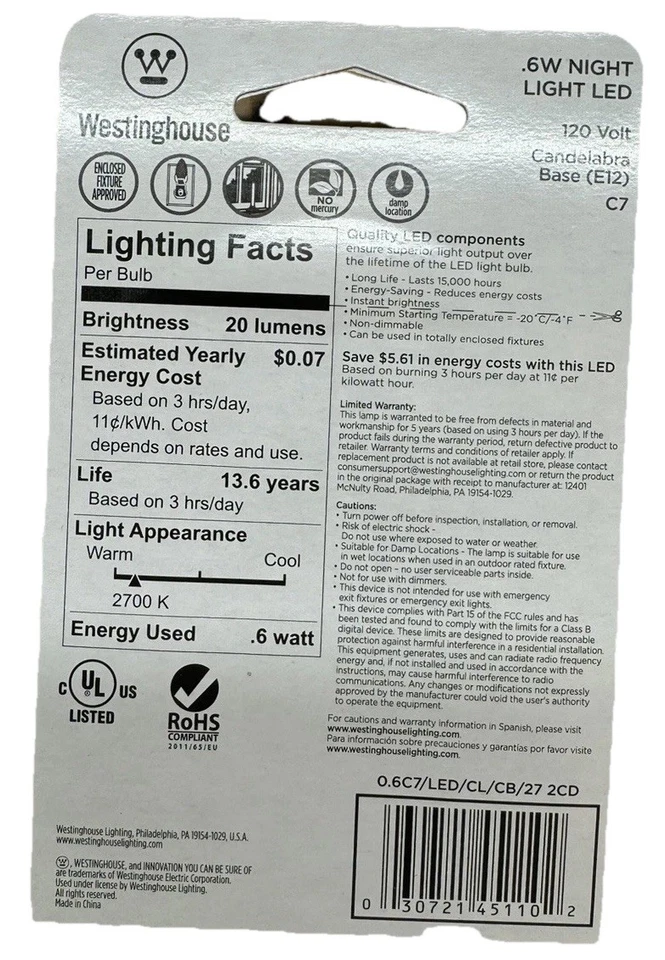 W
Westinghouse
.6W NIGHT
LIGHT LED
120 Volt
Candelabra
Base (E12)
C7
ENCLOSED
FIXTURE
APPROVED
NO
mercury
damp
location
Lighting Facts
Per Bulb
Brightness 20 lumens
Estimated Yearly $0.07
Energy Cost
Based on 3 hrs/day,
11¢/kWh. Cost
depends on rates and use.
Life 13.6 years
Based on 3 hrs/day
Light Appearance
Warm Cool
2700 K
Energy Used .6 watt
C UL ® US
LISTED
RoHS
COMPLIANT
2011/65/EU
Quality LED components
ensure superior light output over
the lifetime of the LED light bulb.
• Long Life - Lasts 15,000 hours
• Energy-Saving - Reduces energy costs
• Instant brightness
• Minimum Starting Temperature = -20°C/-4°F
• Non-dimmable
• Can be used in totally enclosed fixtures
Save $5.61 in energy costs with this LED
Based on burning 3 hours per day at 11¢ per
kilowatt hour.
Limited Warranty:
This lamp is warranted to be free from defects in material and
workmanship for 5 years (based on using 3 hours per day). If the
product fails during the warranty period, return defective product to
retailer. Warranty terms and conditions of retailer apply. If
replacement product is not available at retail store, please contact
consumersupport@westinghouselighting.com or return the product
in the original package with receipt to manufacturer at: 12401
McNulty Road, Philadelphia, PA 19154-1029.
Cautions:
• Turn power off before inspection, installation, or removal.
• Risk of electric shock -
Do not use where exposed to water or weather.
• Suitable for Damp Locations - The lamp is suitable for use
in wet locations when used in an outdoor rated fixture.
• Do not open - no user serviceable parts inside.
• Not for use with dimmers.
• This device is not intended for use with emergency
exit fixtures or emergency exit lights.
• This device complies with Part 15 of the FCC rules and has
been tested and found to comply with the limits for a Class B
digital device. These limits are designed to provide reasonable
protection against harmful interference in a residential installation.
This equipment generates, uses and can radiate radio frequency
energy and, if not installed and used in accordance with the
instructions, may cause harmful interference to radio
communications. Any changes or modifications not expressly
approved by the manufacturer could void the user's authority
to operate the equipment.
For cautions and warranty information in Spanish, please visit
www.westinghouselighting.com.
Para información sobre precauciones y garantías por favor visite
www.westinghouselighting.com.
0.6C7/LED/CL/CB/27 2CD
0 30721 45110 2
Westinghouse Lighting, Philadelphia, PA 19154-1029, U.S.A.
www.westinghouselighting.com
W, WESTINGHOUSE, and INNOVATION YOU CAN BE SURE OF
are trademarks of Westinghouse Electric Corporation.
Used under license by Westinghouse Lighting.
All rights reserved.
Made in China